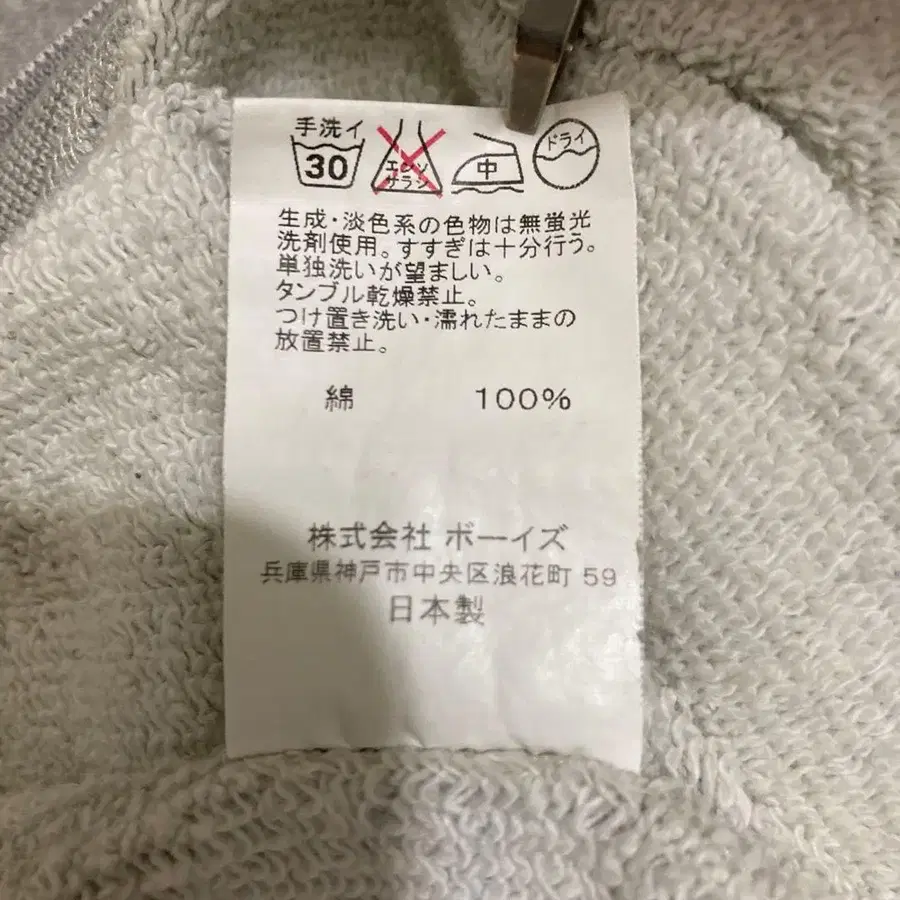 手洗イ
30
エンソ
サラシ
中
ドライ
生成・淡色系の色物は無蛍光
洗剤使用。すすぎは十分行う。
単独洗いが望ましい。
タンブル乾燥禁止。
つけ置き洗い・濡れたままの
放置禁止。
綿 100%
株式会社 ボーイズ
兵庫県神戸市中央区浪花町 59
日本製